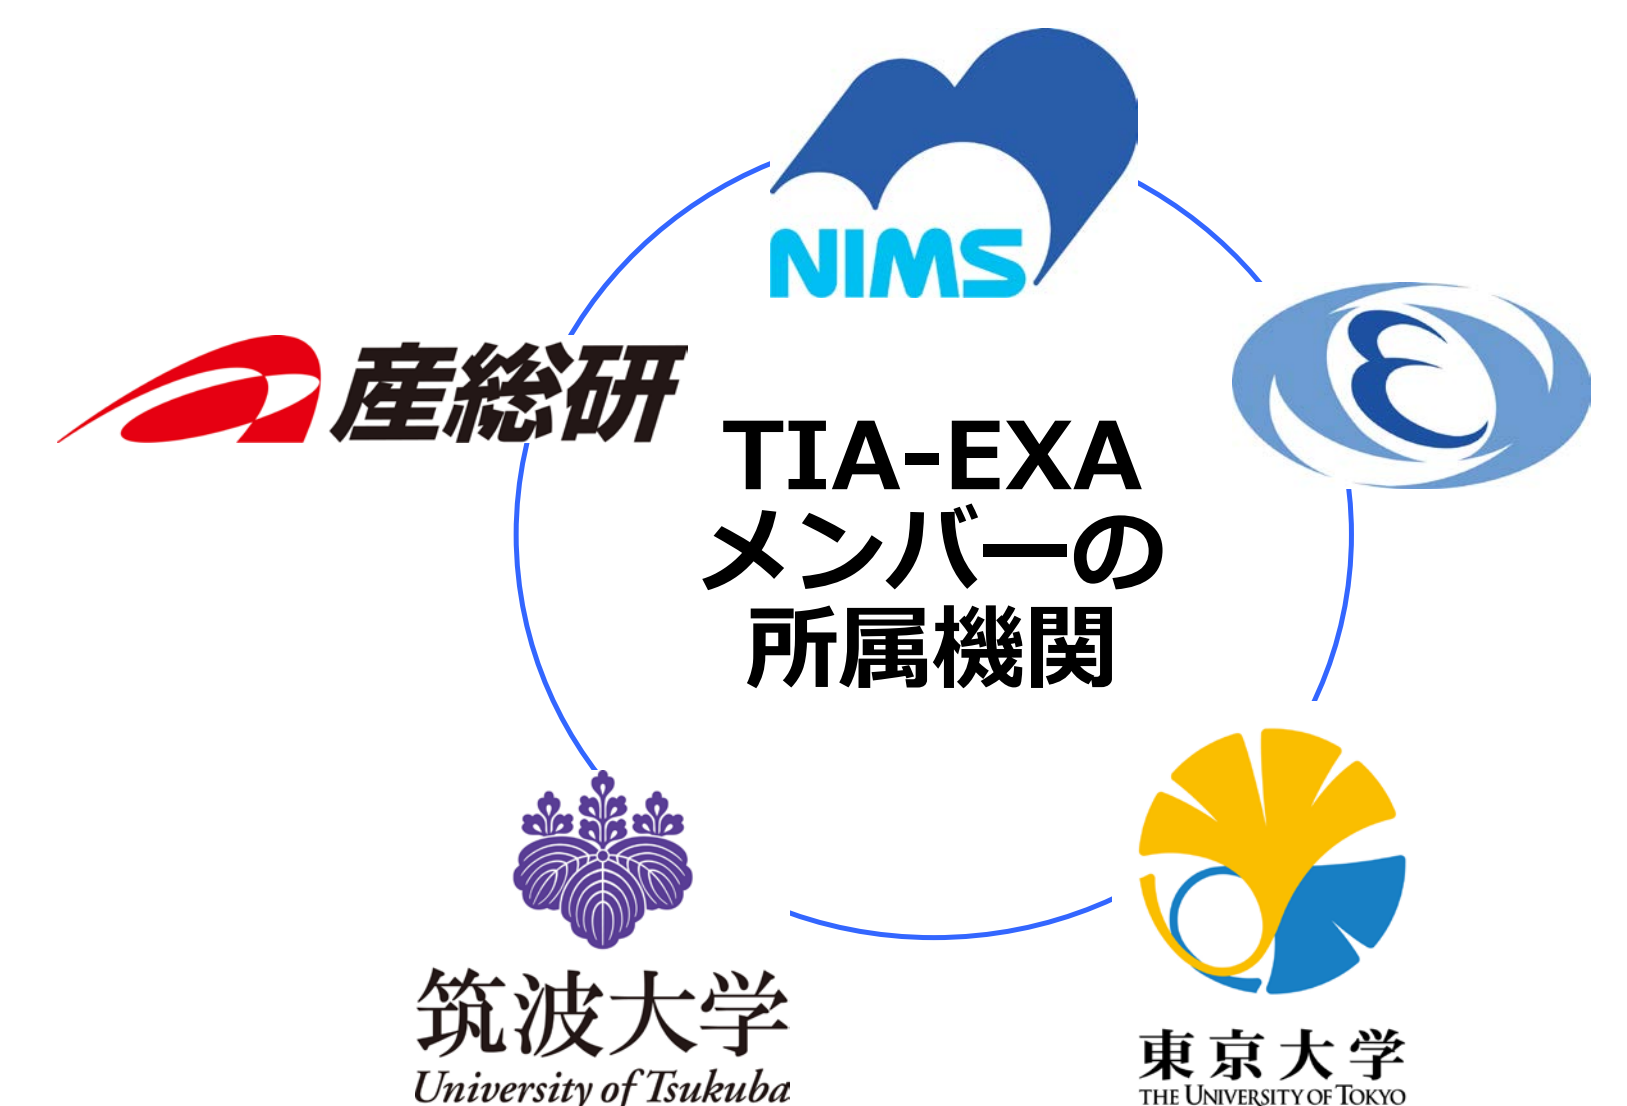 NIMS
産総研
TIA-EXA
メンバーの
所属機関
筑波大学
University of Tsukuba
東京大学
THE UNIVERSITY OF TOKYO